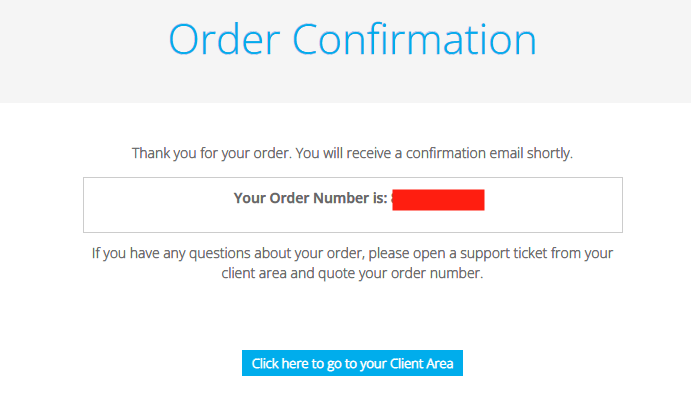 Order Confirmation
Thank you for your order. You will receive a confirmation email shortly.
Your Order Number is:
If you have any questions about your order, please open a support ticket from your
client area and quote your order number.
Click here to go to your Client Area